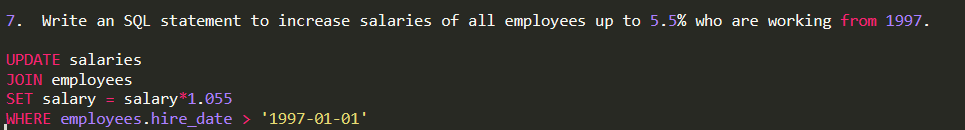 7.  Write an SQL statement to increase salaries of all employees up to 5.5% who are working from 1997.
UPDATE salaries
JOIN employees
SET salary = salary*1.055
WHERE employees.hire_date > '1997-01-01'